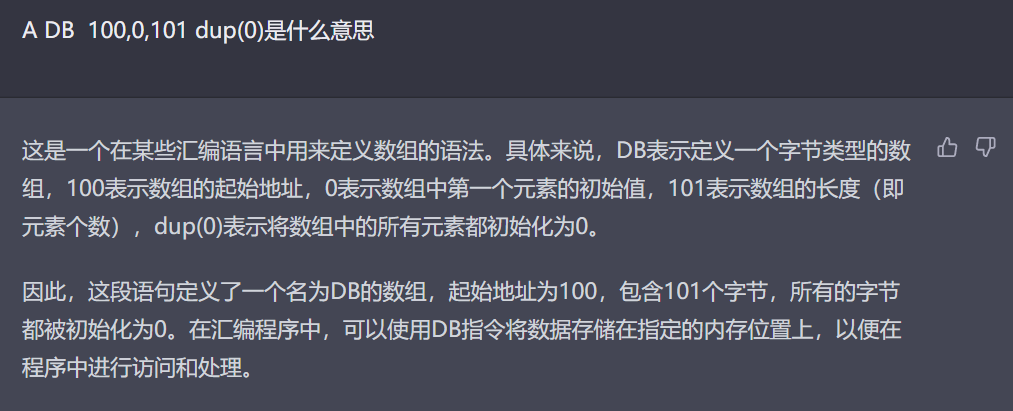 A DB  100,0,101 dup(0)是什么意思
这是一个在某些汇编语言中用来定义数组的语法。具体来说，DB表示定义一个字节类型的数
组，100表示数组的起始地址，0表示数组中第一个元素的初始值，101表示数组的长度（即
元素个数），dup(0)表示将数组中的所有元素都初始化为0。
因此，这段语句定义了一个名为DB的数组，起始地址为100，包含101个字节，所有的字节
都被初始化为0。在汇编程序中，可以使用DB指令将数据存储在指定的内存位置上，以便在
程序中进行访问和处理。